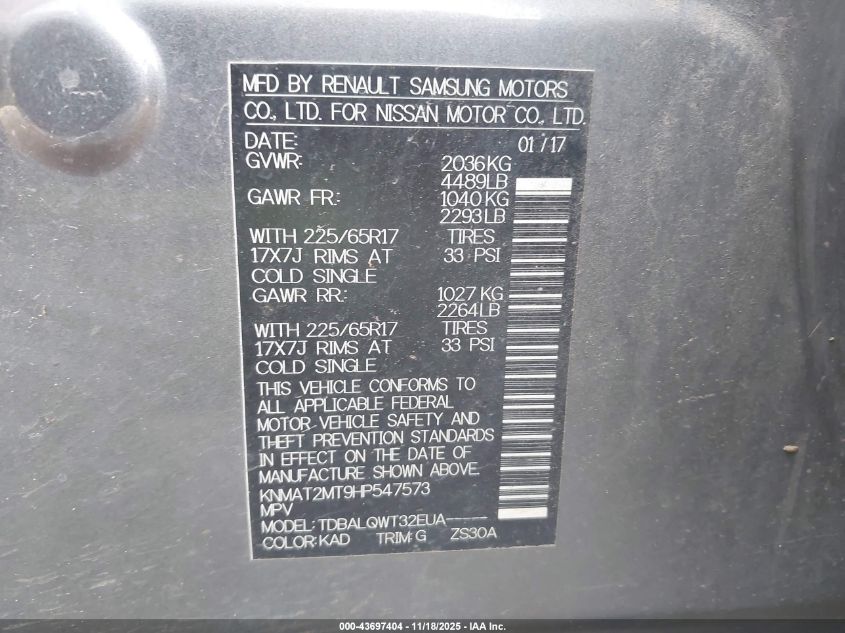 MFD BY RENAULT SAMSUNG MOTORS
CO., LTD. FOR NISSAN MOTOR CO., LTD.
DATE: 01/17
GVWR: 2036KG
4489LB
GAWR FR.: 1040KG
2293LB
WITH 225/65R17 TIRES
17X7J RIMS AT 33 PSI
COLD SINGLE
GAWR RR.: 1027KG
2264LB
WITH 225/65R17 TIRES
17X7J RIMS AT 33 PSI
COLD SINGLE
THIS VEHICLE CONFORMS TO
ALL APPLICABLE FEDERAL
MOTOR VEHICLE SAFETY AND
THEFT PREVENTION STANDARDS
IN EFFECT ON THE DATE OF
MANUFACTURE SHOWN ABOVE.
KNMAT2MT9HP547573
MPV
MODEL: TDBALQWT32EUA-----
COLOR:KAD TRIM:G ZS30A
000-43697404 — 11/18/2025 - IAA Inc.